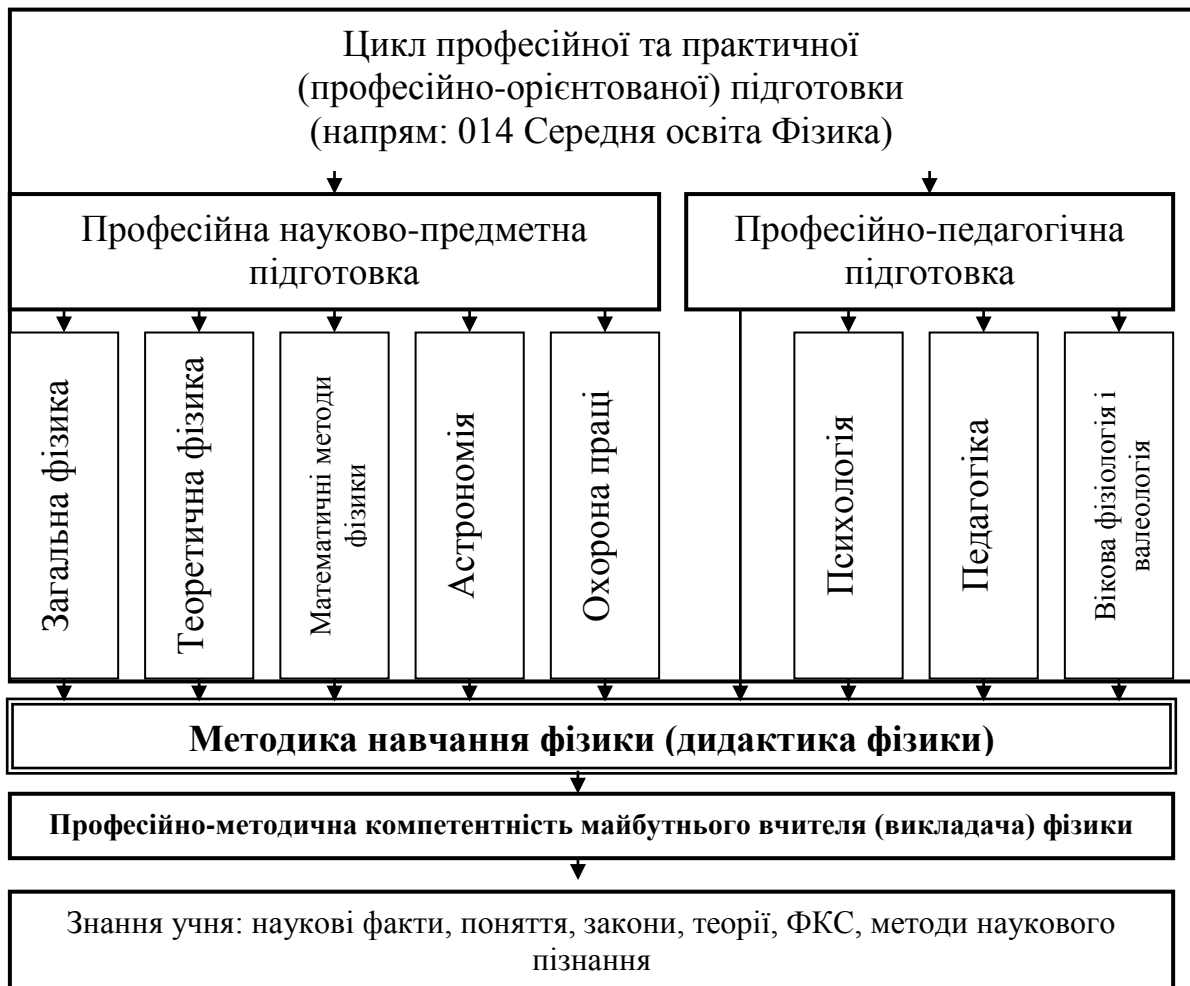 Цикл професійної та практичної
(професійно-орієнтованої) підготовки
(напрям: 014 Середня освіта Фізика)
Професійна науково-предметна
підготовка
Професійно-педагогічна
підготовка
Загальна фізика
Теоретична фізика
Математичні методи
фізики
Астрономія
Охорона праці
Психологія
Педагогіка
Вікова фізіологія і
валеологія
Методика навчання фізики (дидактика фізики)
Професійно-методична компетентність майбутнього вчителя (викладача) фізики
Знання учня: наукові факти, поняття, закони, теорії, ФКС, методи наукового
пізнання